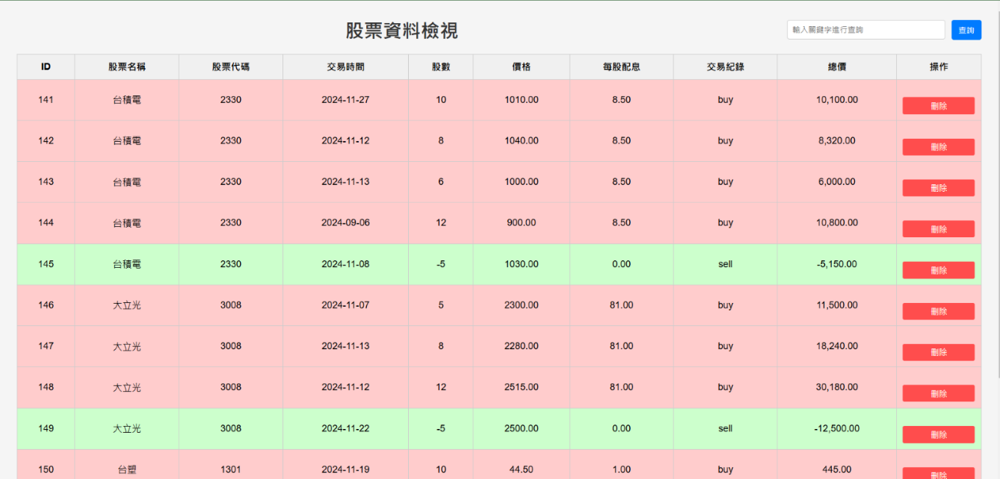 股票資料檢視
輸入關鍵字進行查詢 查詢
ID 股票名稱 股票代碼 交易時間 股數 價格 每股配息 交易紀錄 總價 操作
141 台積電 2330 2024-11-27 10 1010.00 8.50 buy 10,100.00 刪除
142 台積電 2330 2024-11-12 8 1040.00 8.50 buy 8,320.00 刪除
143 台積電 2330 2024-11-13 6 1000.00 8.50 buy 6,000.00 刪除
144 台積電 2330 2024-09-06 12 900.00 8.50 buy 10,800.00 刪除
145 台積電 2330 2024-11-08 -5 1030.00 0.00 sell -5,150.00 刪除
146 大立光 3008 2024-11-07 5 2300.00 81.00 buy 11,500.00 刪除
147 大立光 3008 2024-11-13 8 2280.00 81.00 buy 18,240.00 刪除
148 大立光 3008 2024-11-12 12 2515.00 81.00 buy 30,180.00 刪除
149 大立光 3008 2024-11-22 -5 2500.00 0.00 sell -12,500.00 刪除
150 台塑 1301 2024-11-19 10 44.50 1.00 buy 445.00 刪除